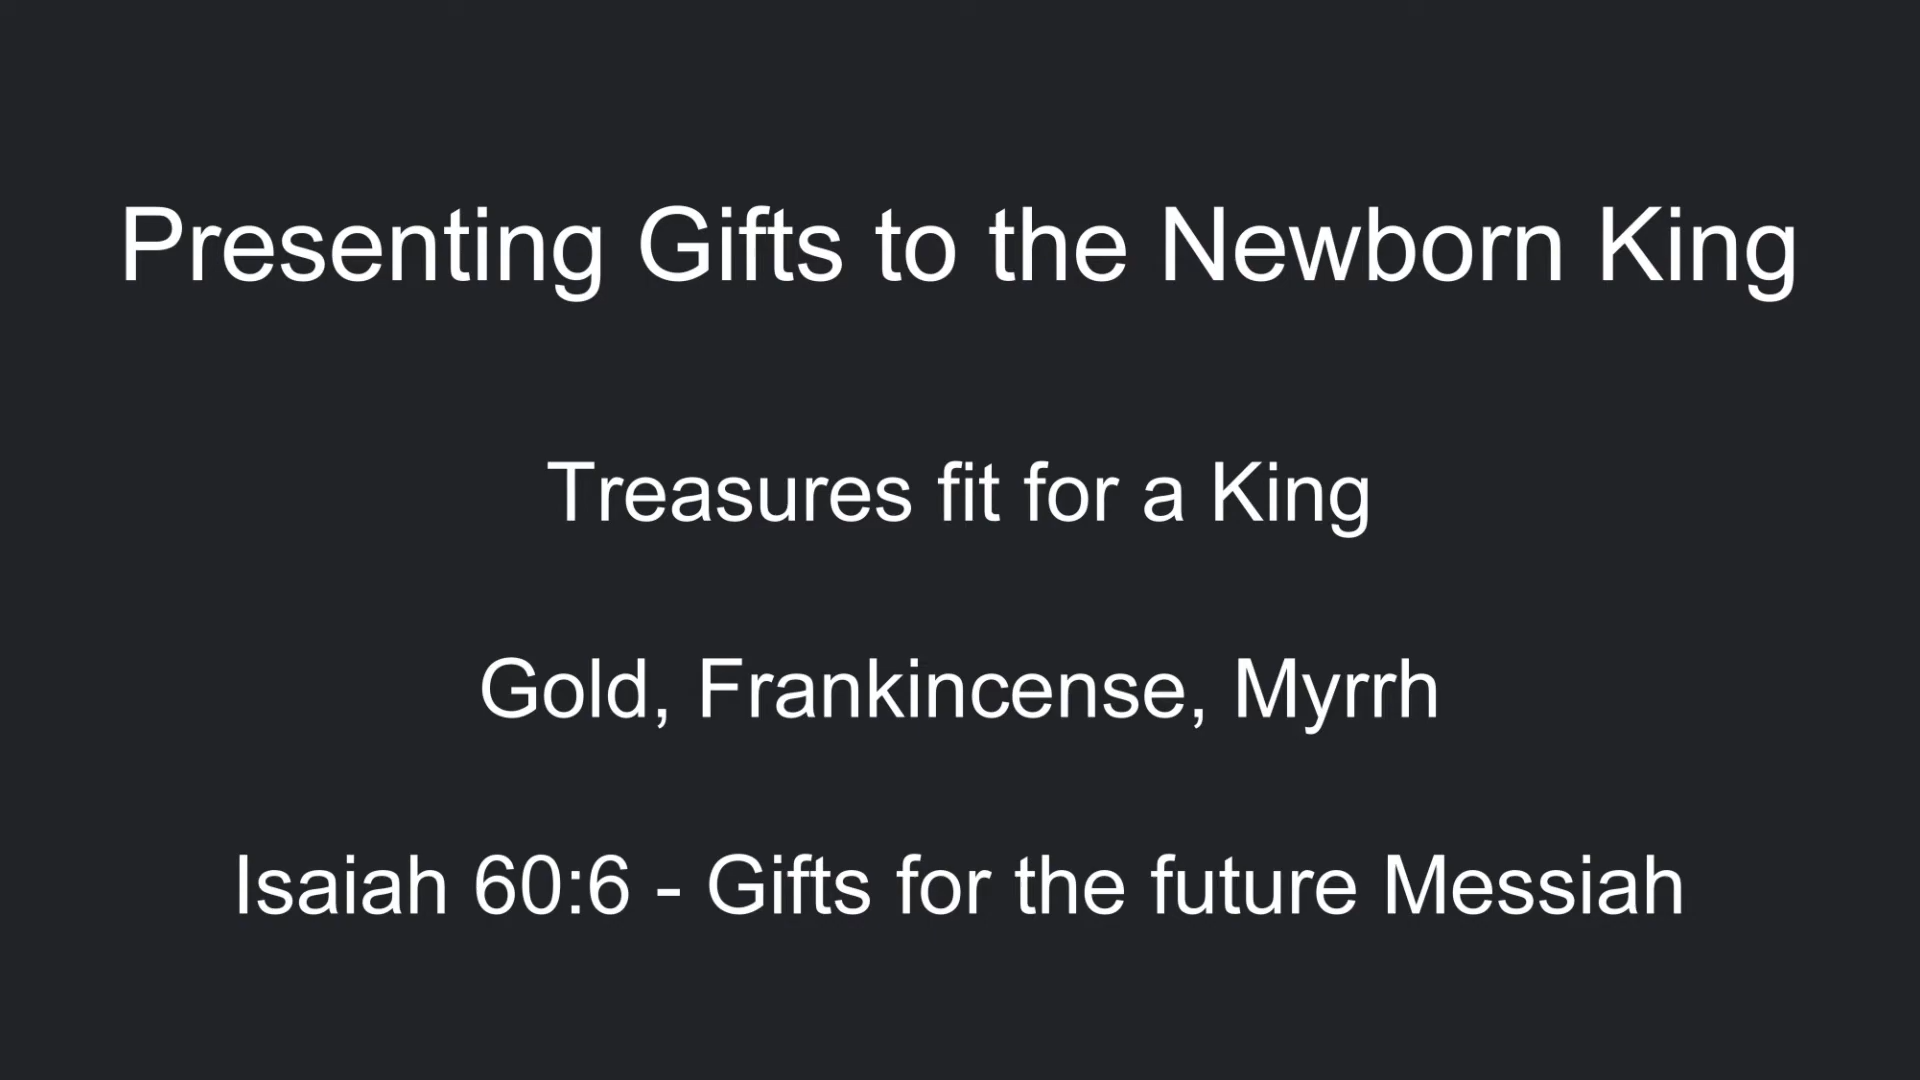 Presenting Gifts to the Newborn King
Treasures fit for a King
Gold, Frankincense, Myrrh
Isaiah 60:6 - Gifts for the future Messiah